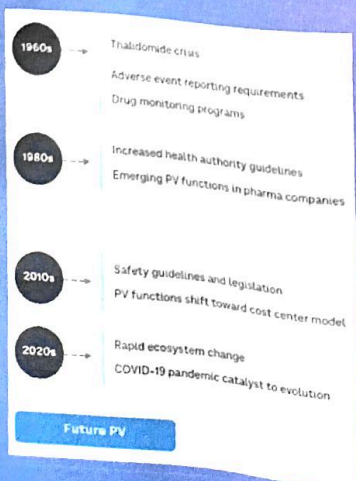 1960s
Thalidomide crisis
Adverse event reporting requirements
Drug monitoring programs
1980s
Increased health authority guidelines
Emerging PV functions in pharma companies
2010s
Safety guidelines and legislation
PV functions shift toward cost center model
2020s
Rapid ecosystem change
COVID-19 pandemic catalyst to evolution
Future PV